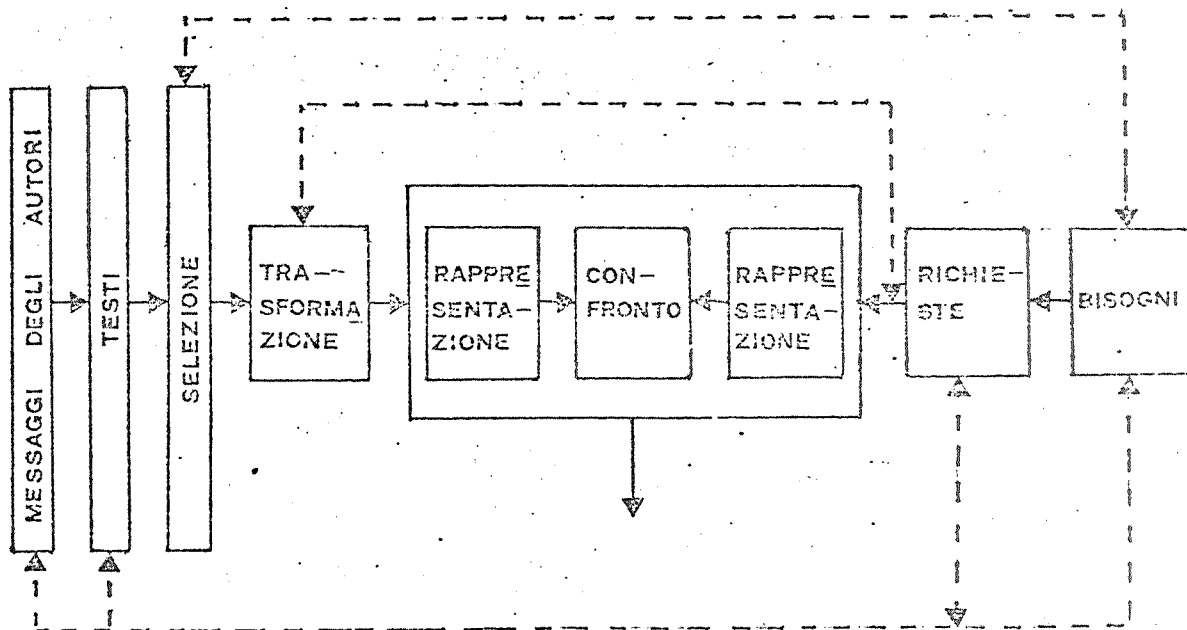 MESSAGGI DEGLI AUTORI
TESTI
SELEZIONE
TRA-
SFORMA
ZIONE
RAPPRE
SENTA-
ZIONE
CON-
FRONTO
RAPPRE
SENTA-
ZIONE
RICHIE-
STE
BISOGNI